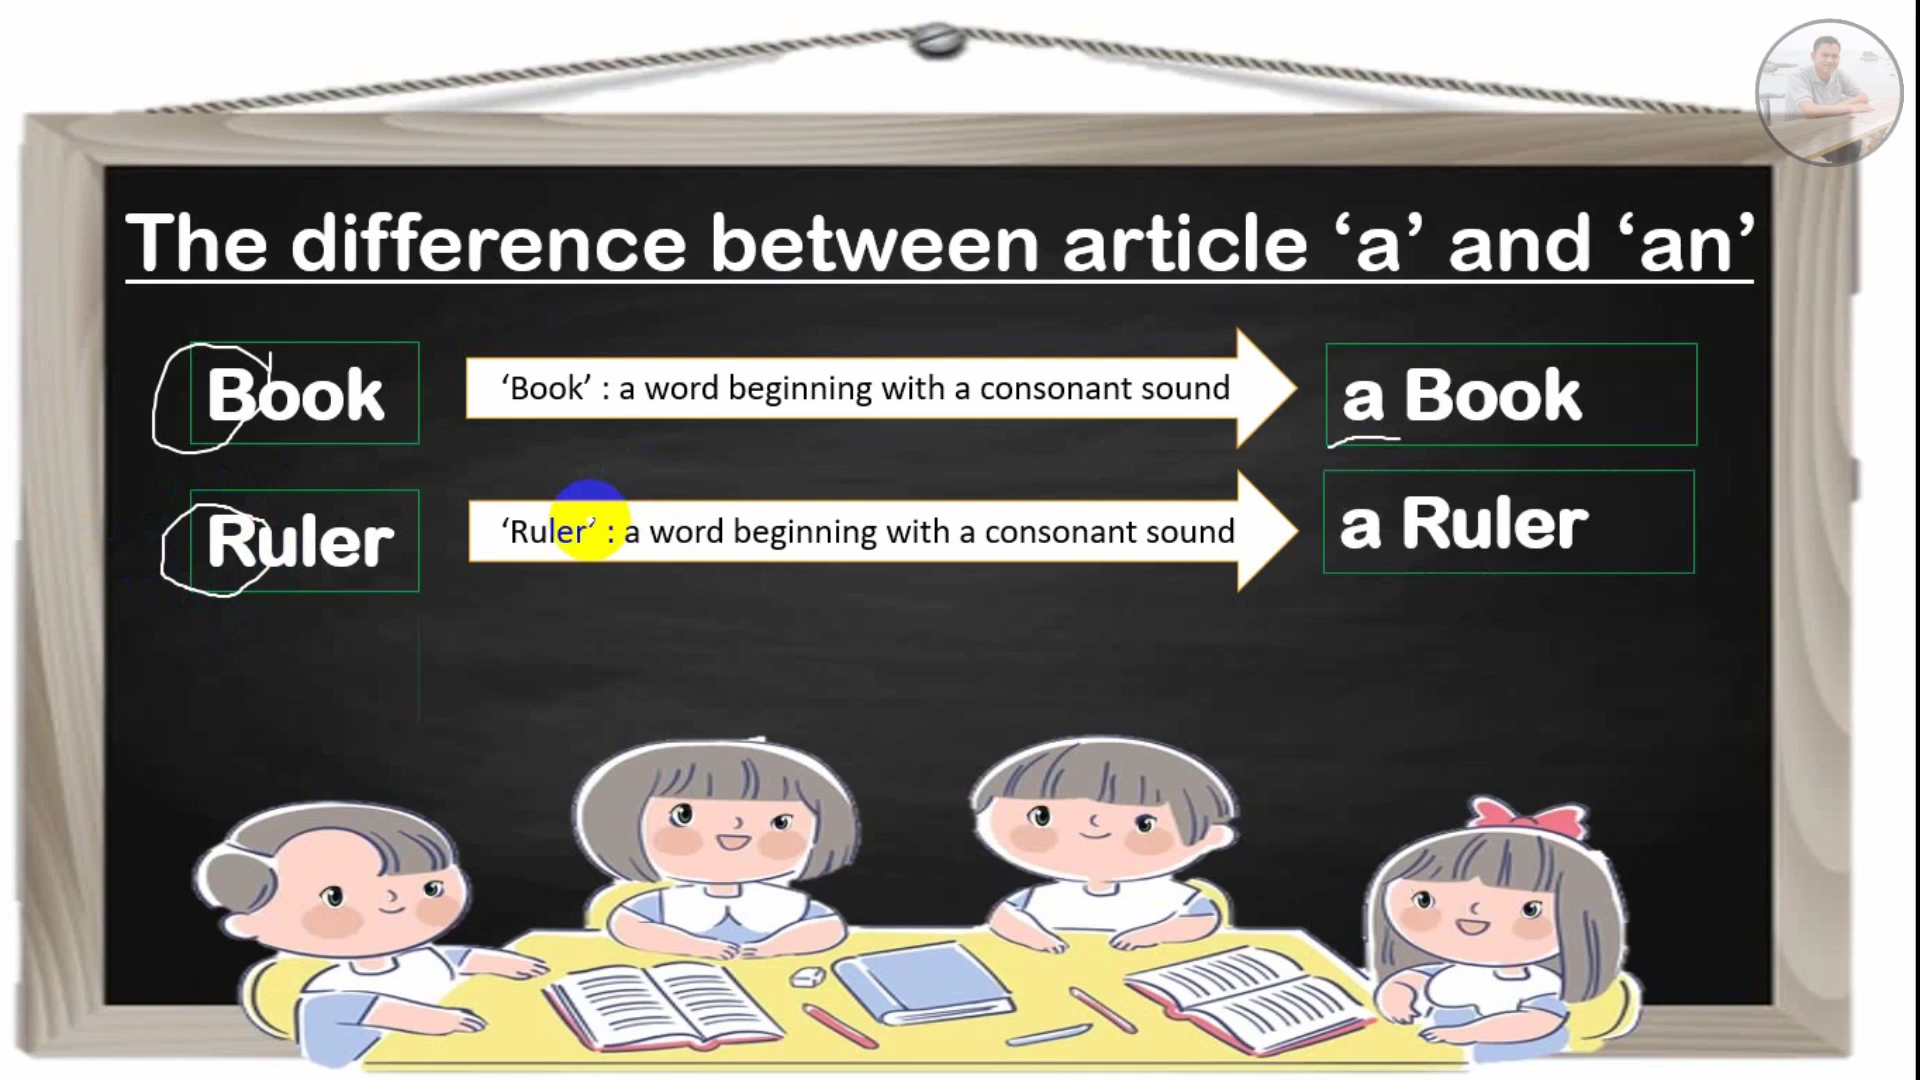 The difference between article ‘a’ and ‘an’
Book
‘Book’ : a word beginning with a consonant sound
a Book
Ruler
‘Ruler’ : a word beginning with a consonant sound
a Ruler